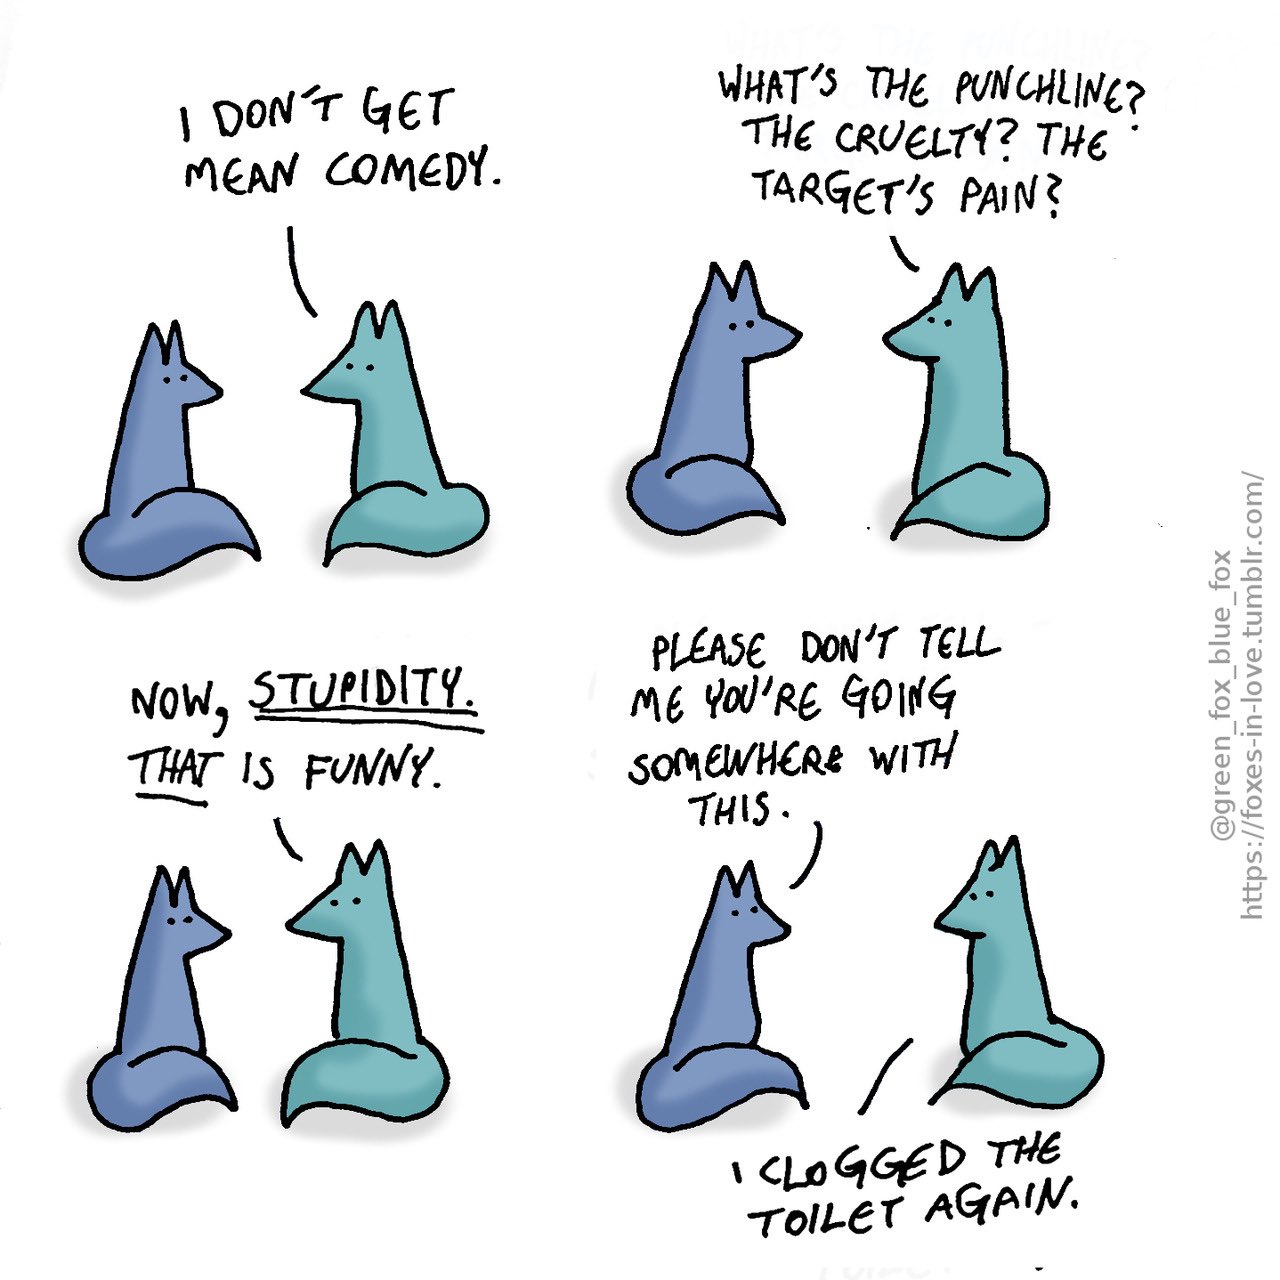 I DON'T GET
MEAN COMEDY.
WHAT'S THE PUNCHLINE?
THE CRUELTY? THE
TARGET'S PAIN?
NOW, STUPIDITY.
THAT IS FUNNY.
PLEASE DON'T TELL
ME YOU'RE GOING
SOMEWHERE WITH
THIS.
I CLOGGED THE
TOILET AGAIN.
@green_fox_blue_fox
https://foxes-in-love.tumblr.com/